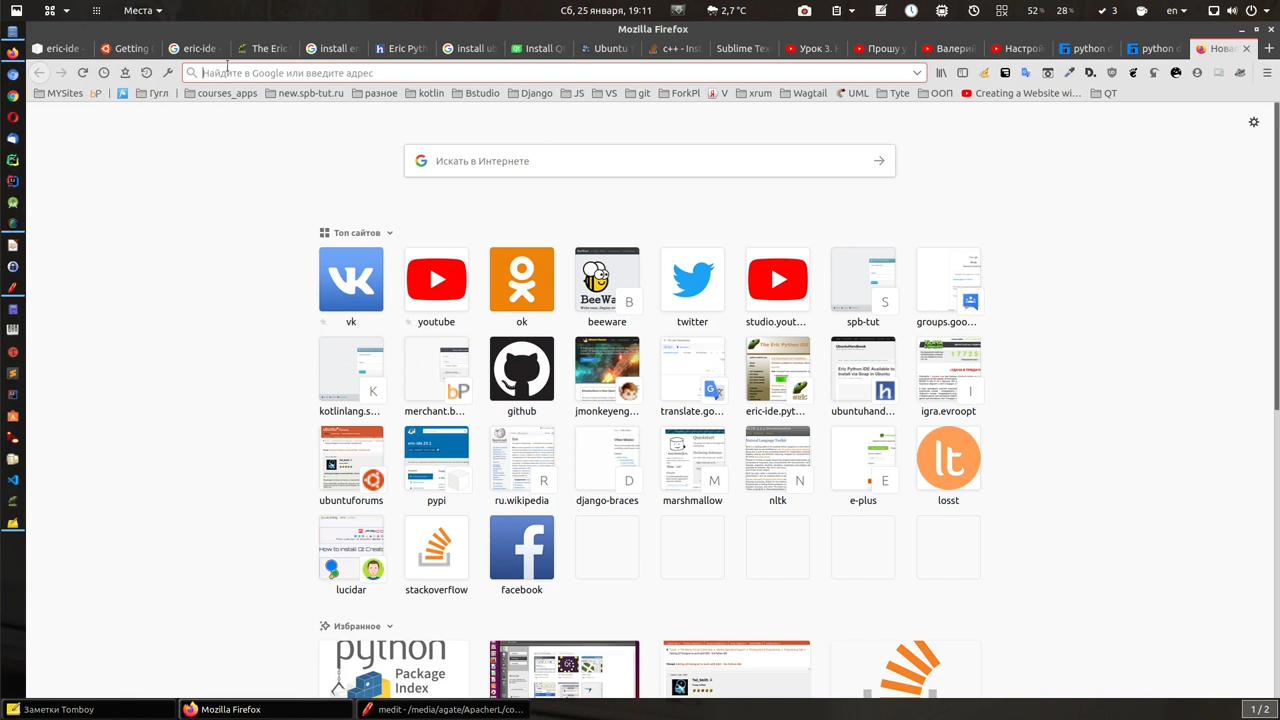 Места
Сб, 25 января, 19:11
2,7°C
52%
28%
3
en
Mozilla Firefox
eric-ide
Getting
eric-ide
The Eric
install er
Eric Pyth
install ub
Install Q
Ubuntu
c++ - Inst
Sublime Tex
Урок 3. Н
Прошу у
Валерий
Настрой
python d
python d
Новая
Найдите в Google или введите адрес
MYSites
bP
Гугл
courses_apps
new.spb-tut.ru
разное
kotlin
Bstudio
Django
JS
VS
git
ForkPl
V
xrum
Wagtail
UML
Tyte
ООП
Creating a Website wi...
QT
Искать в Интернете
Топ сайтов
vk
youtube
ok
beeware
twitter
studio.yout...
spb-tut
groups.goo...
kotlinlang.s...
merchant.b...
github
jmonkeyeng...
translate.go...
eric-ide.pyt...
ubuntuhand...
igra.evroopt
ubuntuforums
pypi
ru.wikipedia
django-braces
marshmallow
nltk
e-plus
losst
lucidar
stackoverflow
facebook
Избранное
python
Package
Index
Заметки Tomboy
Mozilla Firefox
medit - /media/agate/ApacherL/co...
1 / 2